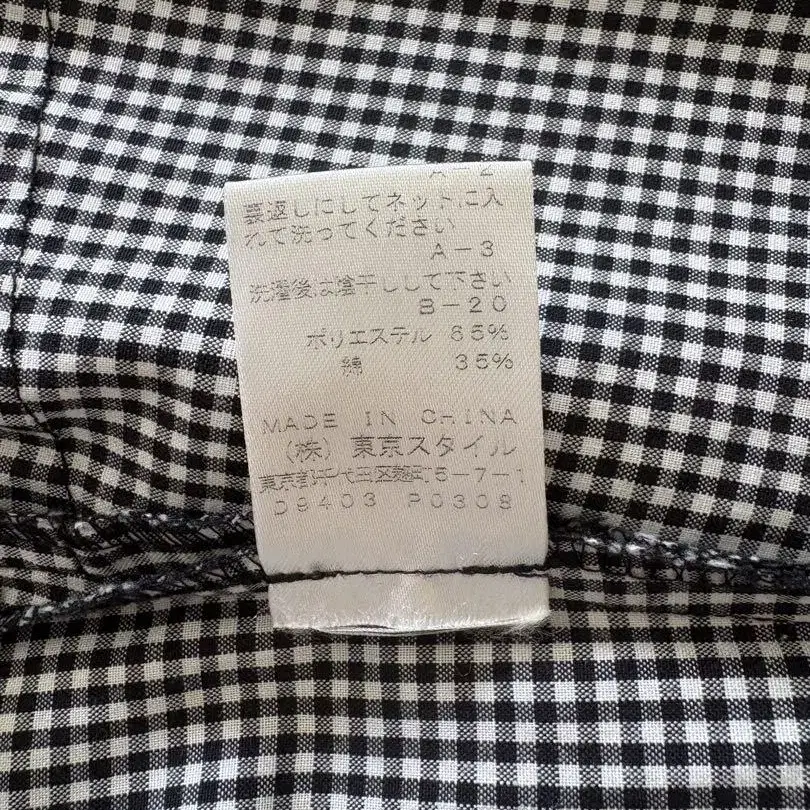 A-2
裏返しにしてネットに入
れて洗ってください
A-3
洗濯後は陰干しして下さい
B-20
ポリエステル 65%
綿 35%
MADE IN CHINA
(株) 東京スタイル
東京都千代田区麹町5-7-1
D9403 P0308